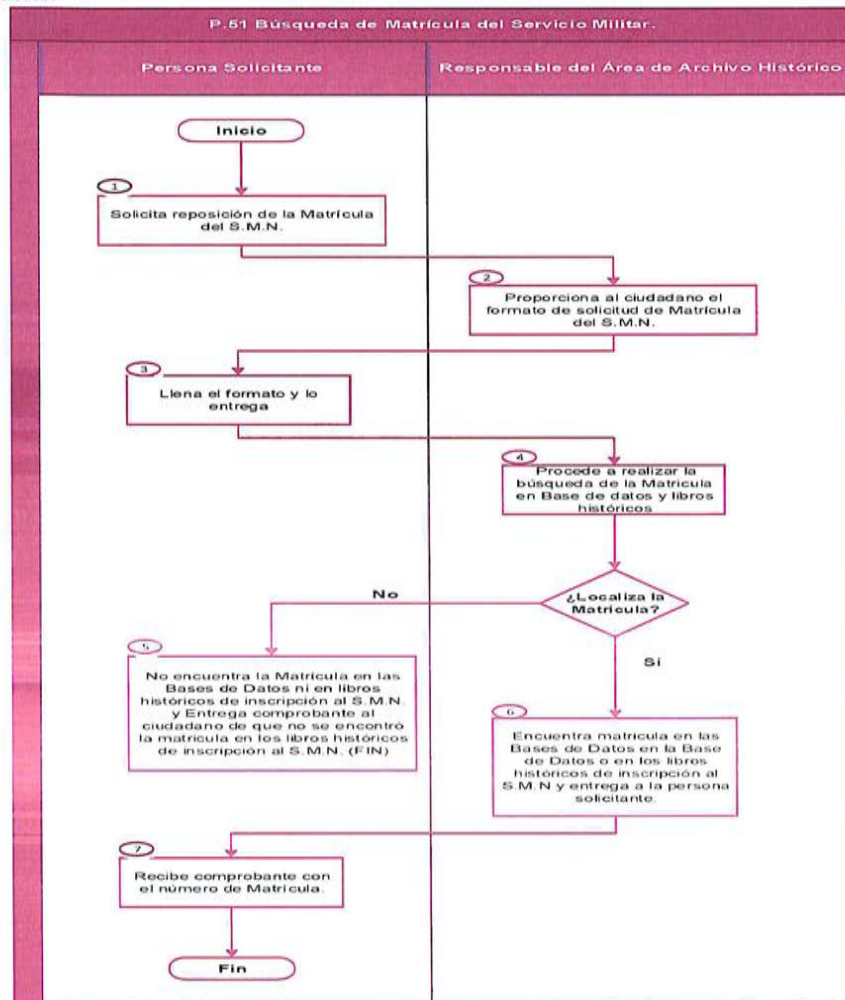 P.51 Búsqueda de Matrícula del Servicio Militar.
Persona Solicitante
Responsable del Área de Archivo Histórico
Inicio
1
Solicita reposición de la Matrícula
del S.M.N.
2
Proporciona al ciudadano el
formato de solicitud de Matrícula
del S.M.N.
3
Llena el formato y lo
entrega
4
Procede a realizar la
búsqueda de la Matricula
en Base de datos y libros
históricos
¿Localiza la
Matrícula?
No
Sí
5
No encuentra la Matrícula en las
Bases de Datos ni en libros
históricos de inscripción al S.M.N.
y Entrega comprobante al
ciudadano de que no se encontró
la matricula en los libros históricos
de inscripción al S.M.N. (FIN)
6
Encuentra matricula en las
Bases de Datos en la Base
de Datos o en los libros
históricos de inscripción al
S.M.N y entrega a la persona
solicitante.
7
Recibe comprobante con
el número de Matrícula.
Fin